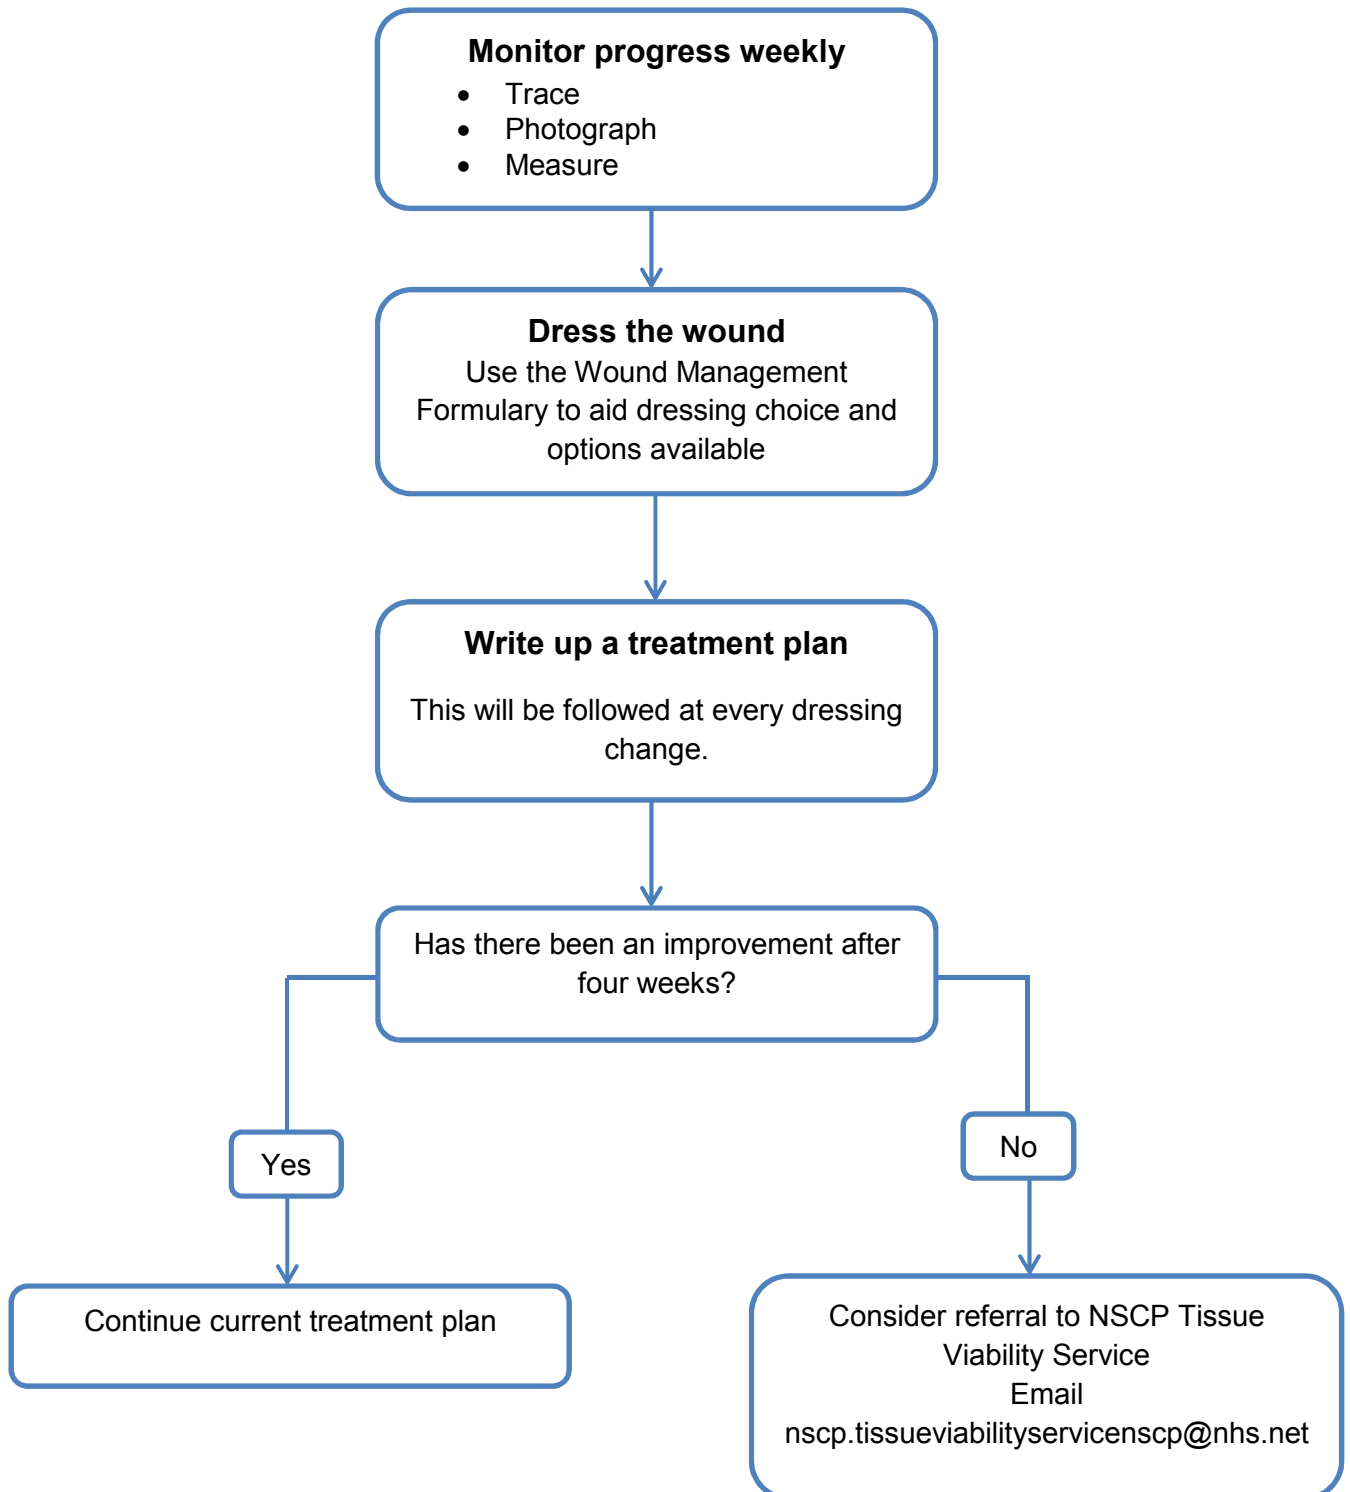 Monitor progress weekly
• Trace
• Photograph
• Measure
Dress the wound
Use the Wound Management
Formulary to aid dressing choice and
options available
Write up a treatment plan
This will be followed at every dressing
change.
Has there been an improvement after
four weeks?
Yes
No
Continue current treatment plan
Consider referral to NSCP Tissue
Viability Service
Email
nscp.tissueviabilityservicenscp@nhs.net